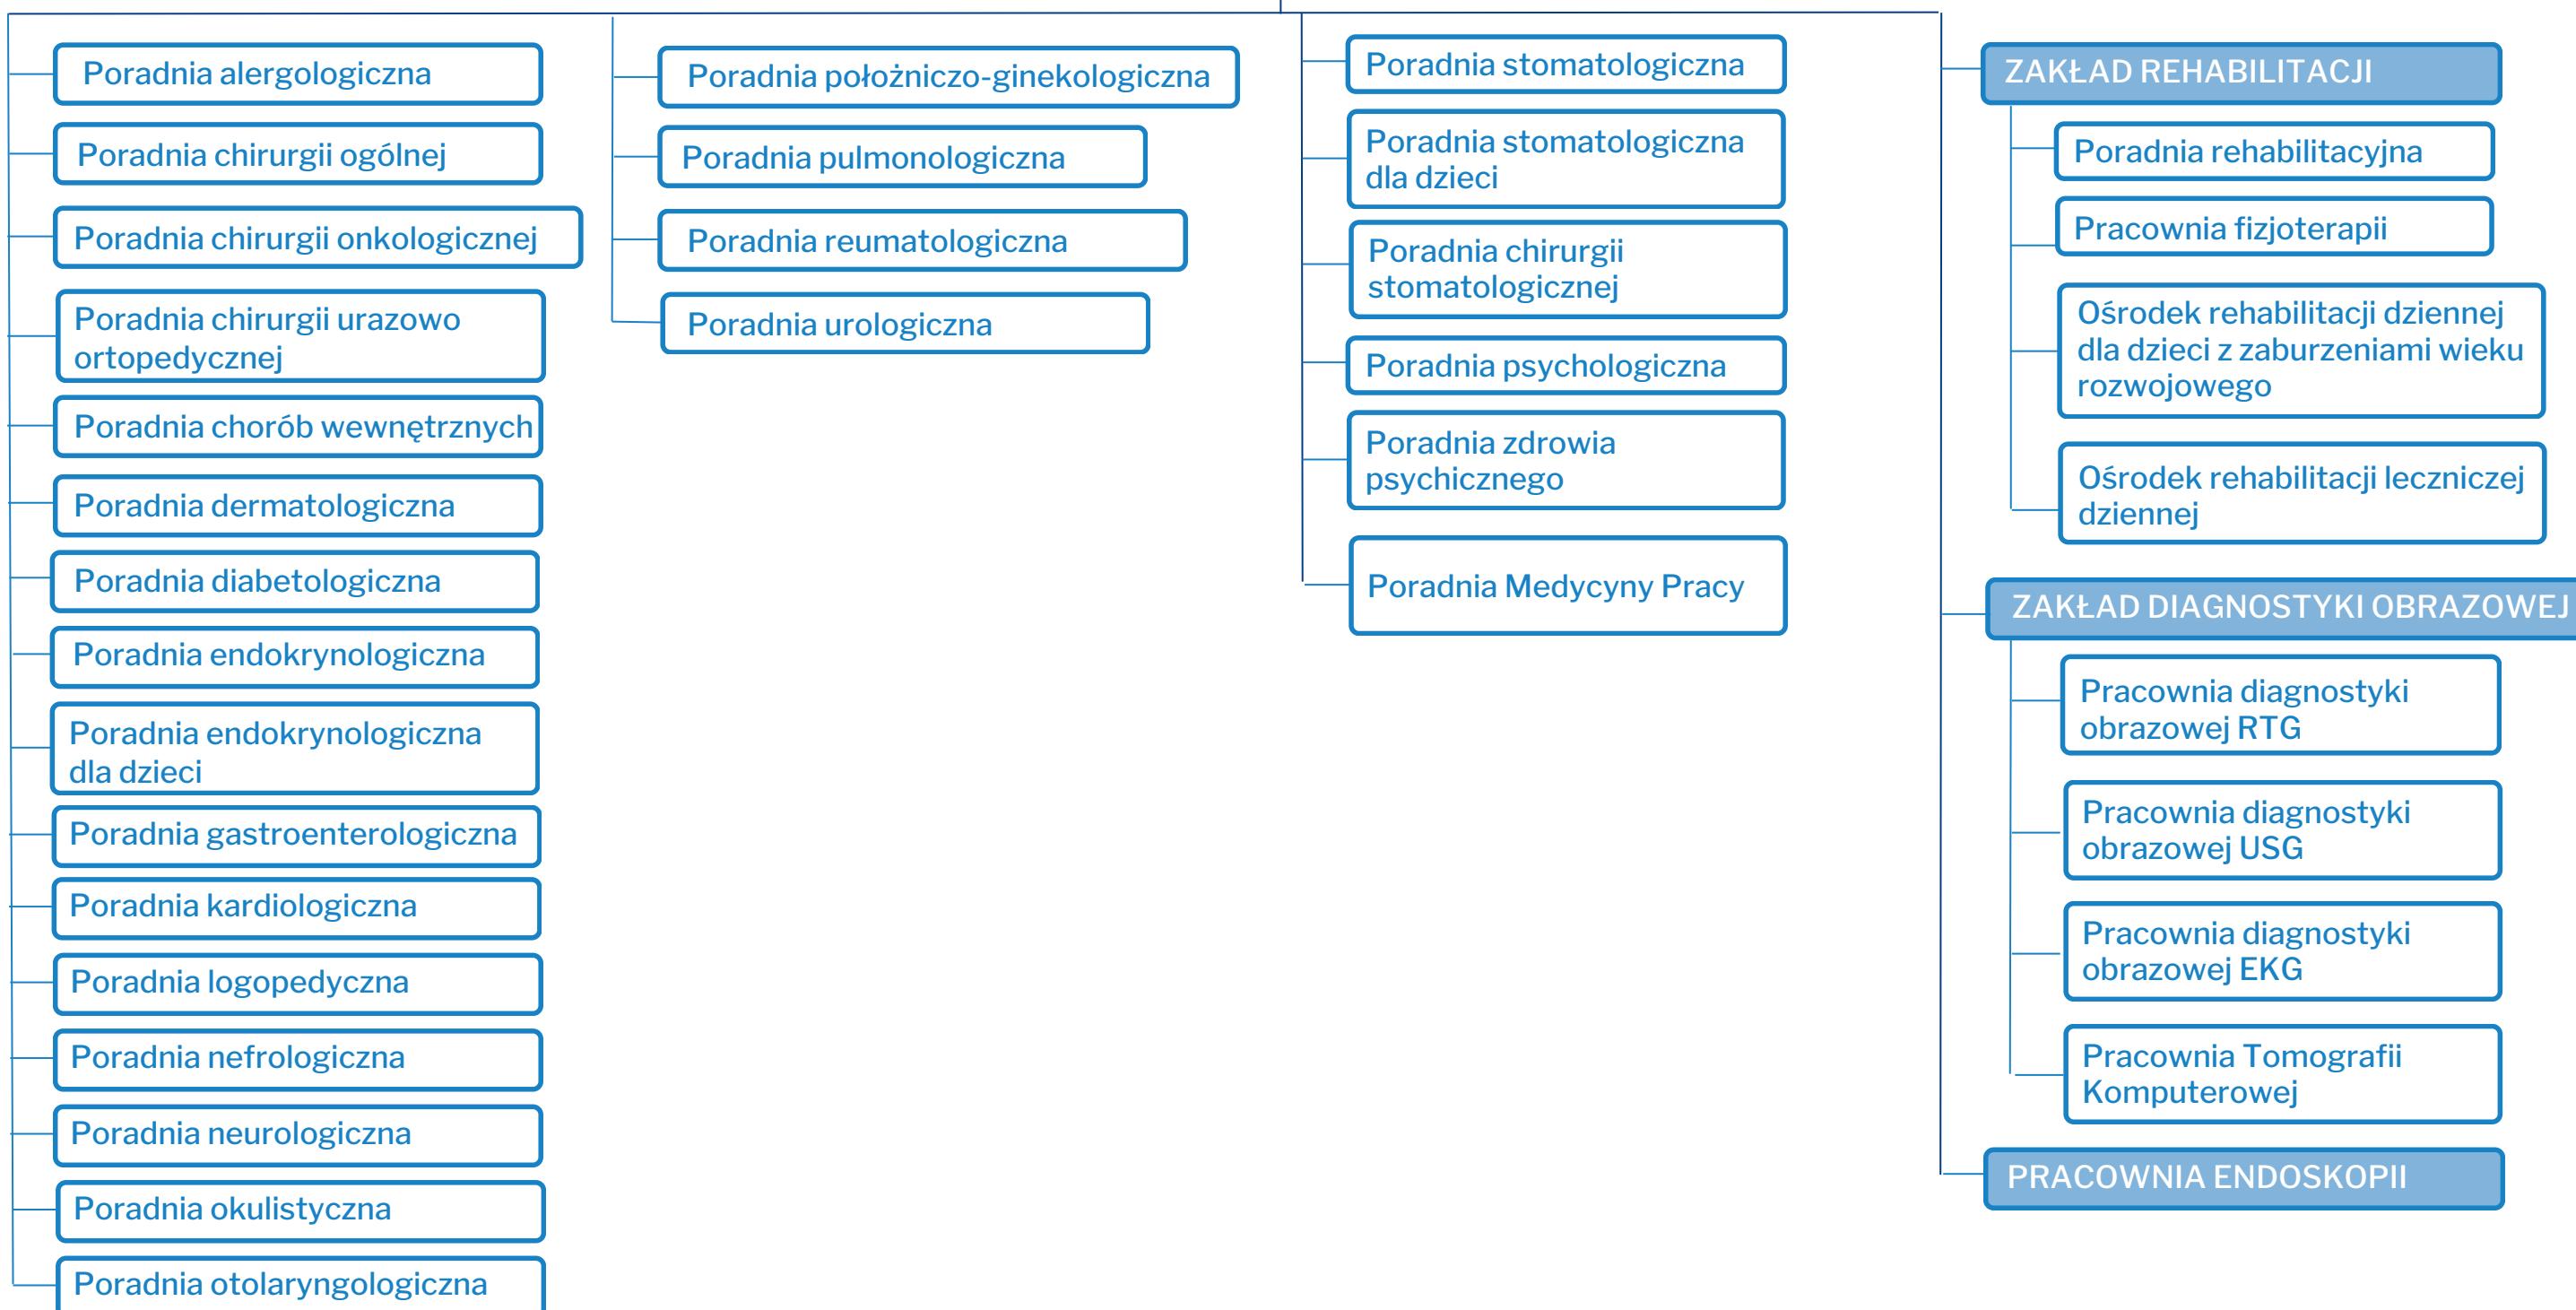 Poradnia alergologiczna
Poradnia chirurgii ogólnej
Poradnia chirurgii onkologicznej
Poradnia chirurgii urazowo
ortopedycznej
Poradnia chorób wewnętrznych
Poradnia dermatologiczna
Poradnia diabetologiczna
Poradnia endokrynologiczna
Poradnia endokrynologiczna
dla dzieci
Poradnia gastroenterologiczna
Poradnia kardiologiczna
Poradnia logopedyczna
Poradnia nefrologiczna
Poradnia neurologiczna
Poradnia okulistyczna
Poradnia otolaryngologiczna
Poradnia położniczo-ginekologiczna
Poradnia pulmonologiczna
Poradnia reumatologiczna
Poradnia urologiczna
Poradnia stomatologiczna
Poradnia stomatologiczna
dla dzieci
Poradnia chirurgii
stomatologicznej
Poradnia psychologiczna
Poradnia zdrowia
psychicznego
Poradnia Medycyny Pracy
ZAKŁAD REHABILITACJI
Poradnia rehabilitacyjna
Pracownia fizjoterapii
Ośrodek rehabilitacji dziennej
dla dzieci z zaburzeniami wieku
rozwojowego
Ośrodek rehabilitacji leczniczej
dziennej
ZAKŁAD DIAGNOSTYKI OBRAZOWEJ
Pracownia diagnostyki
obrazowej RTG
Pracownia diagnostyki
obrazowej USG
Pracownia diagnostyki
obrazowej EKG
Pracownia Tomografii
Komputerowej
PRACOWNIA ENDOSKOPII